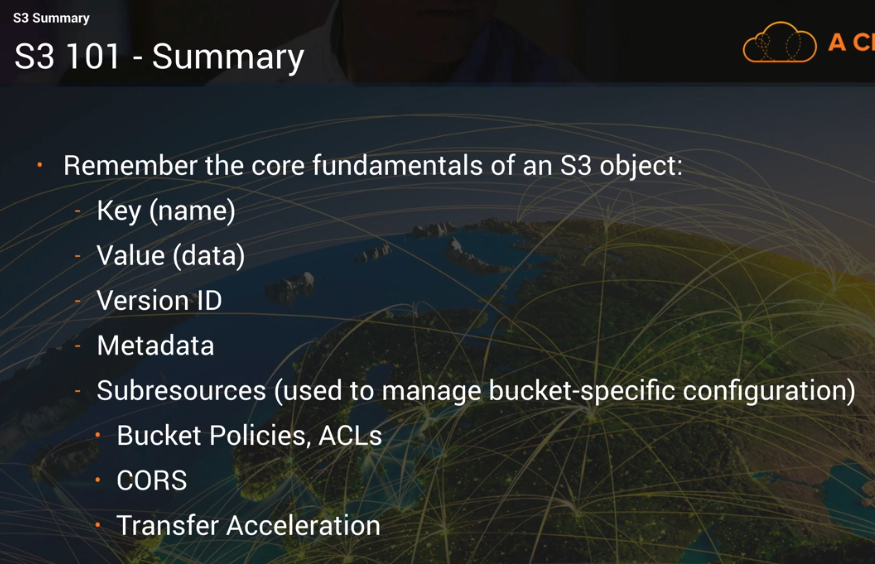 S3 Summary
S3 101 - Summary
A
• Remember the core fundamentals of an S3 object:
- Key (name)
- Value (data)
- Version ID
- Metadata
- Subresources (used to manage bucket-specific configuration)
• Bucket Policies, ACLs
• CORS
• Transfer Acceleration